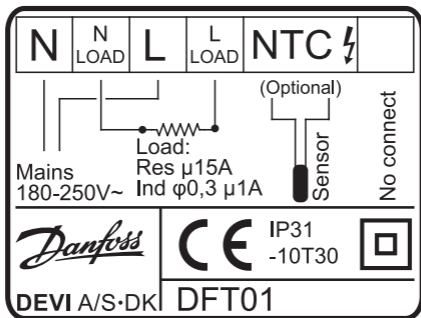 N N LOAD L L LOAD NTC
(Optional)
Load:
Res µ15A
Ind φ0,3 µ1A
Mains
180-250V~
Sensor
No connect
Danfoss
DEVI A/S·DK
CE
IP31
-10T30
DFT01